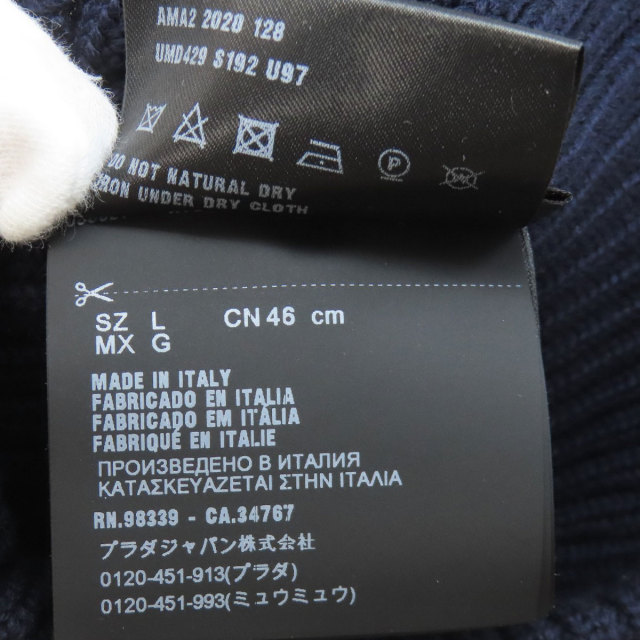 AMA2 2020 128
UMD429 S192 U97
DO NOT NATURAL DRY
IRON UNDER DRY CLOTH
SZ L CN 46 cm
MX G
MADE IN ITALY
FABRICADO EN ITALIA
FABRICADO EM ITALIA
FABRIQUÉ EN ITALIE
ПРОИЗВЕДЕНО В ИТАЛИЯ
ΚΑΤΑΣΚΕΥΑΖΕΤΑΙ ΣΤΗΝ ΙΤΑΛΙΑ
RN.98339 - CA.34767
プラダジャパン株式会社
0120-451-913(プラダ)
0120-451-993(ミュウミュウ)